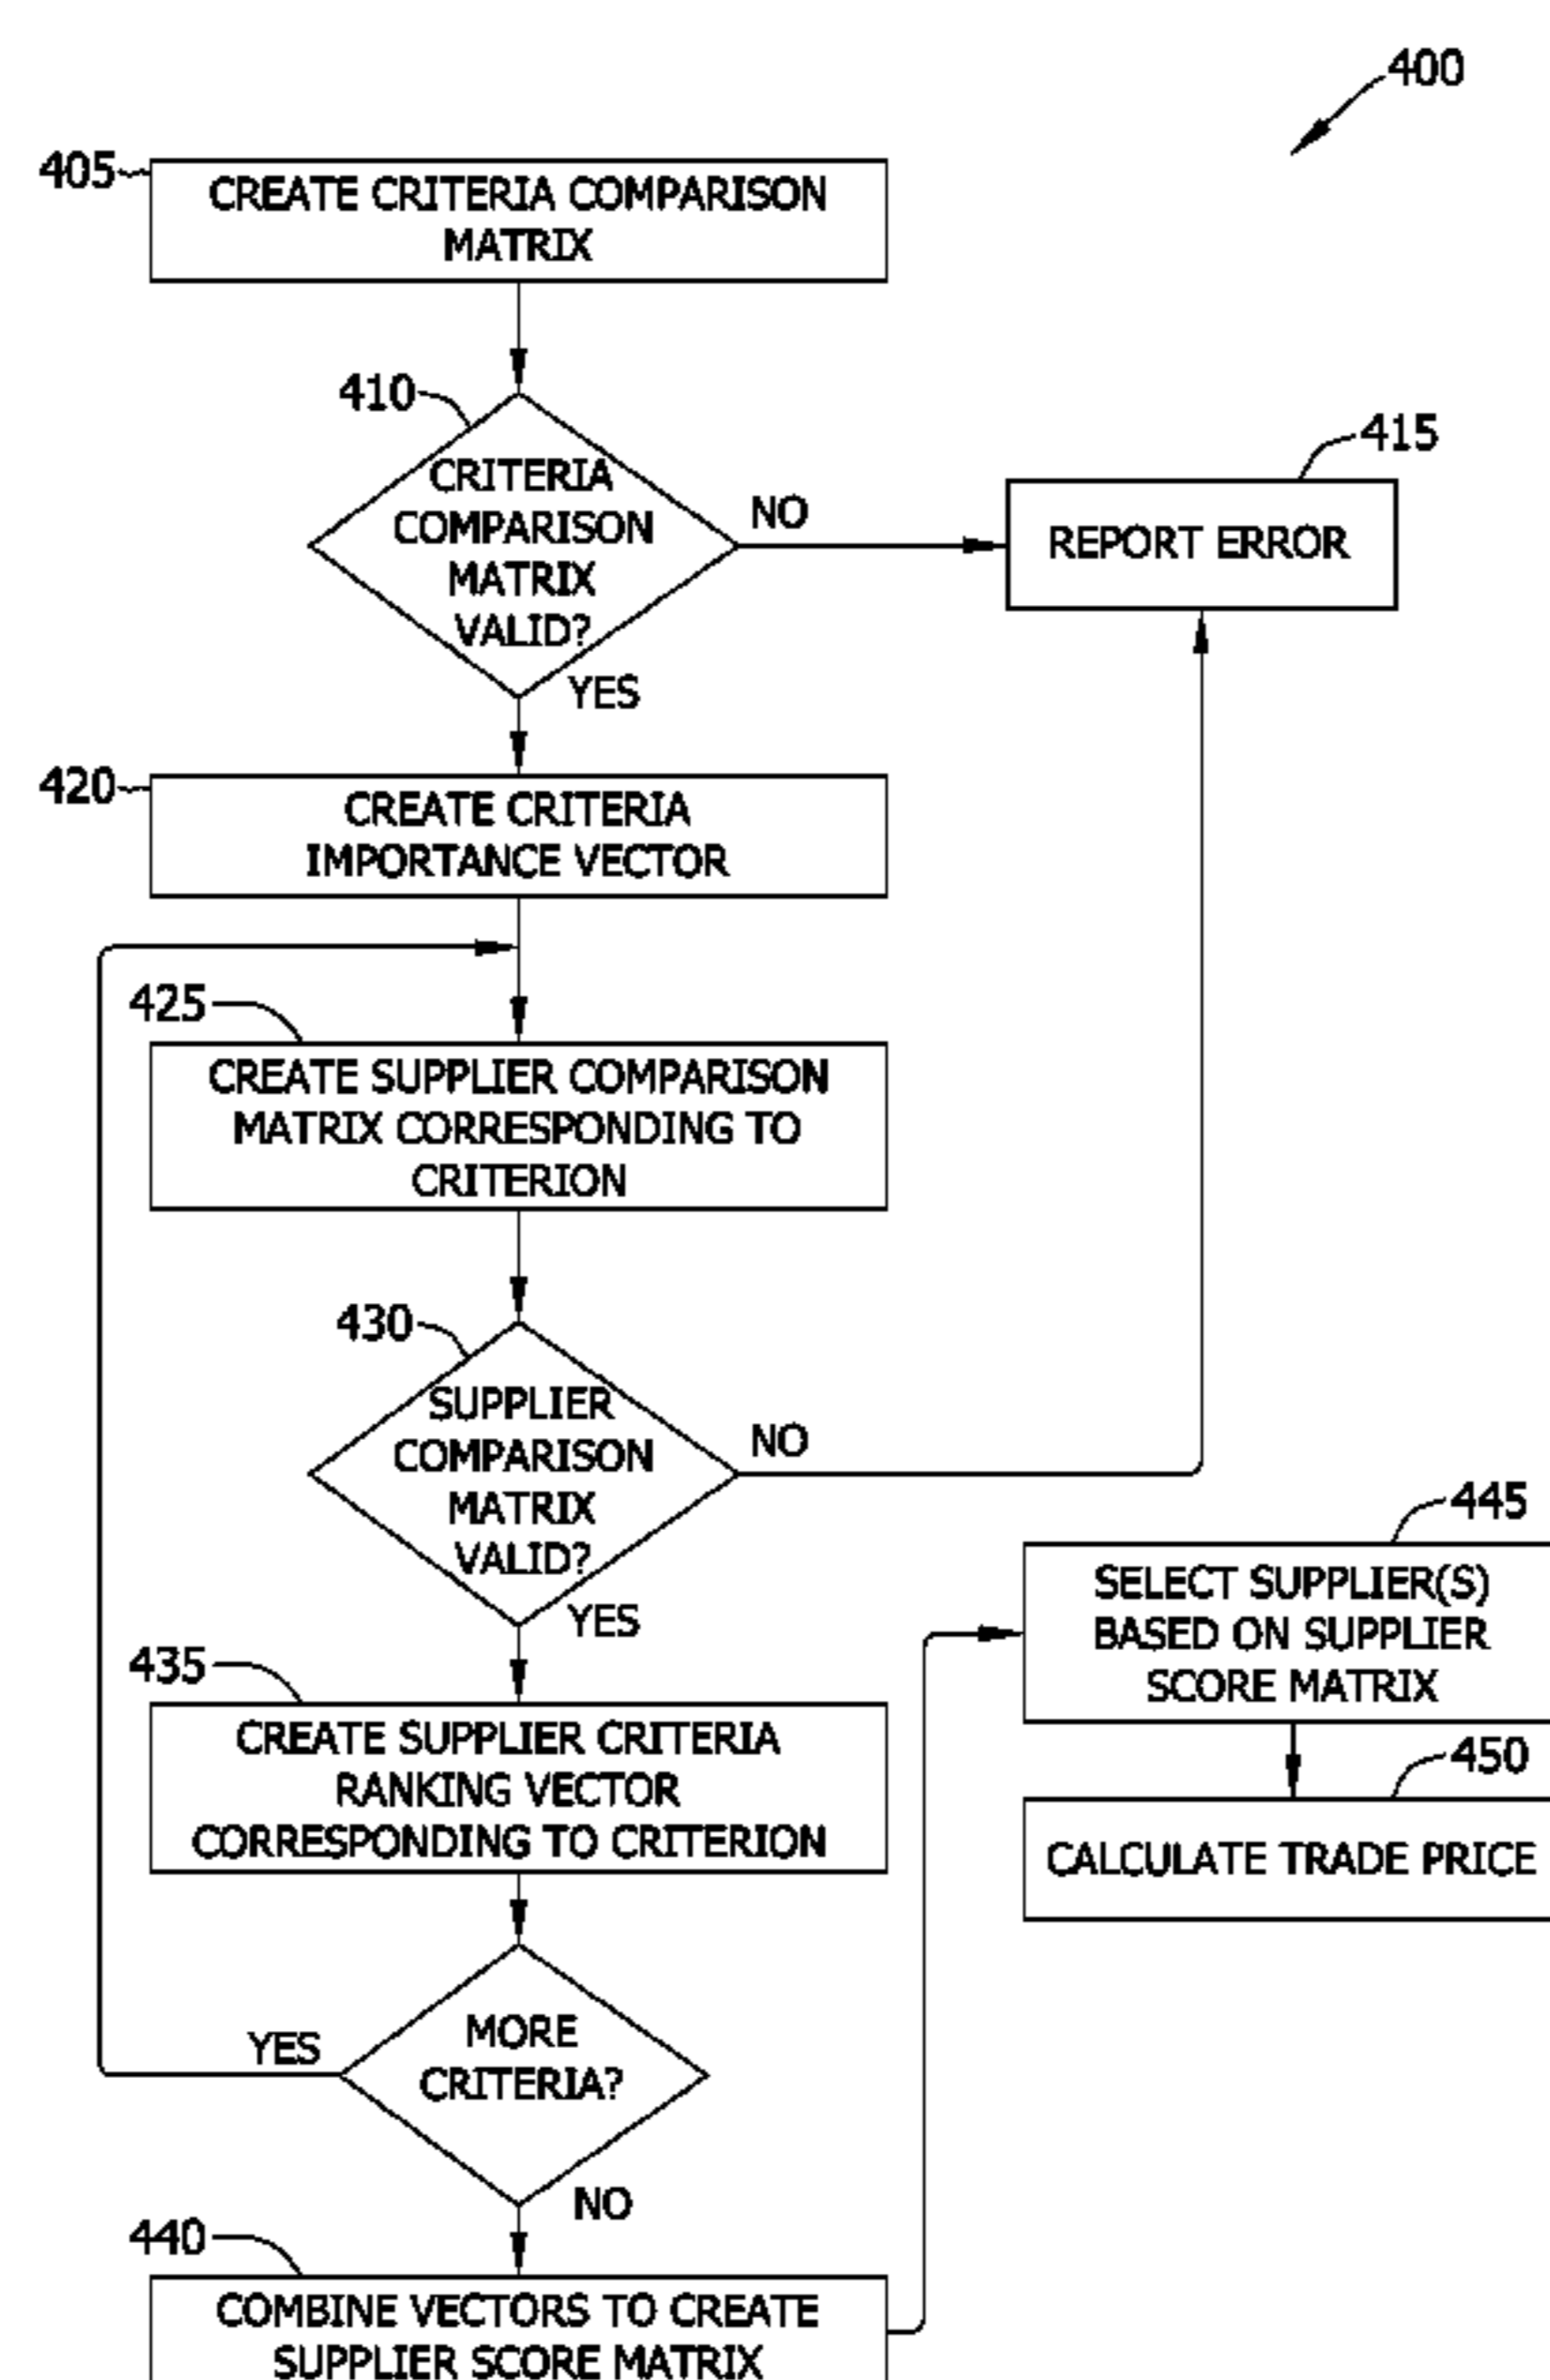 400
405
CREATE CRITERIA COMPARISON
MATRIX
410
CRITERIA
COMPARISON
MATRIX
VALID?
NO
415
REPORT ERROR
YES
420
CREATE CRITERIA
IMPORTANCE VECTOR
425
CREATE SUPPLIER COMPARISON
MATRIX CORRESPONDING TO
CRITERION
430
SUPPLIER
COMPARISON
MATRIX
VALID?
NO
YES
435
CREATE SUPPLIER CRITERIA
RANKING VECTOR
CORRESPONDING TO CRITERION
MORE
CRITERIA?
YES
NO
440
COMBINE VECTORS TO CREATE
SUPPLIER SCORE MATRIX
445
SELECT SUPPLIER(S)
BASED ON SUPPLIER
SCORE MATRIX
450
CALCULATE TRADE PRICE